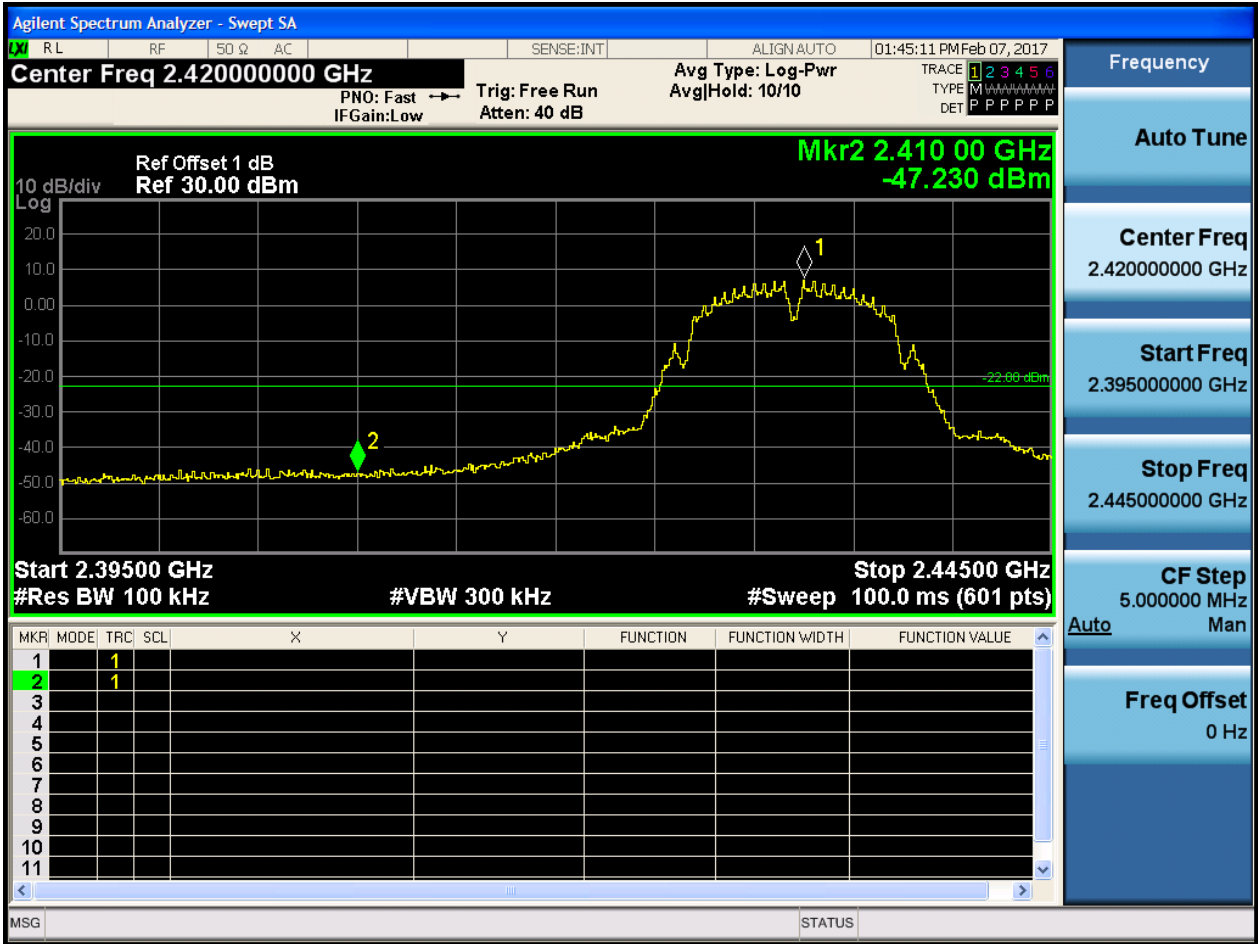 Agilent Spectrum Analyzer - Swept SA
LXI RL RF 50 Ω AC SENSE:INT ALIGN AUTO 01:45:11 PM Feb 07, 2017
Center Freq 2.420000000 GHz
PNO: Fast
IFGain:Low
Trig: Free Run
Atten: 40 dB
Avg Type: Log-Pwr
Avg|Hold: 10/10
TRACE 1 2 3 4 5 6
TYPE M WWWWW
DET P P P P P P
Mkr2 2.410 00 GHz
-47.230 dBm
Ref Offset 1 dB
10 dB/div Ref 30.00 dBm
Log
20.0
10.0
0.00
-10.0
-20.0
-30.0
-40.0
-50.0
-60.0
1
2
-22.88 dBm
Start 2.39500 GHz Stop 2.44500 GHz
#Res BW 100 kHz #VBW 300 kHz #Sweep 100.0 ms (601 pts)
MKR MODE TRC SCL X Y FUNCTION FUNCTION WIDTH FUNCTION VALUE
1 1
2 1
3
4
5
6
7
8
9
10
11
MSG STATUS
Frequency
Auto Tune
Center Freq
2.420000000 GHz
Start Freq
2.395000000 GHz
Stop Freq
2.445000000 GHz
CF Step
5.000000 MHz
Auto Man
Freq Offset
0 Hz